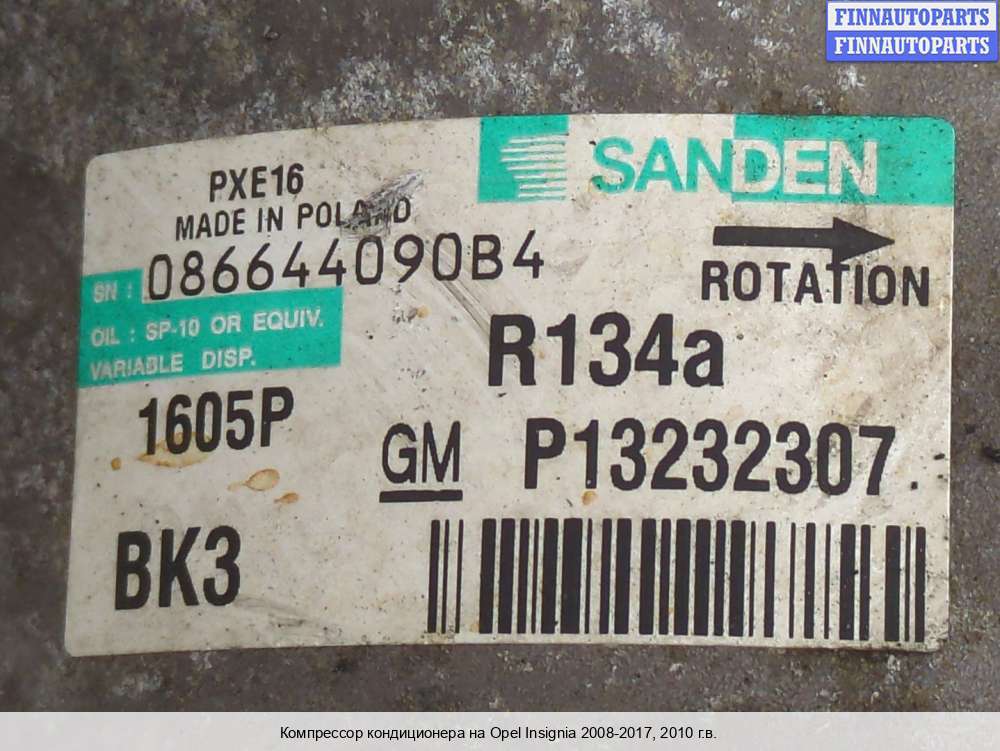 FINNAUTOPARTS
FINNAUTOPARTS
SANDEN
PXE16
MADE IN POLAND
SN : 086644090B4
ROTATION
OIL : SP-10 OR EQUIV.
VARIABLE DISP.
R134a
1605P
GM P13232307
BK3
Компрессор кондиционера на Opel Insignia 2008-2017, 2010 г.в.